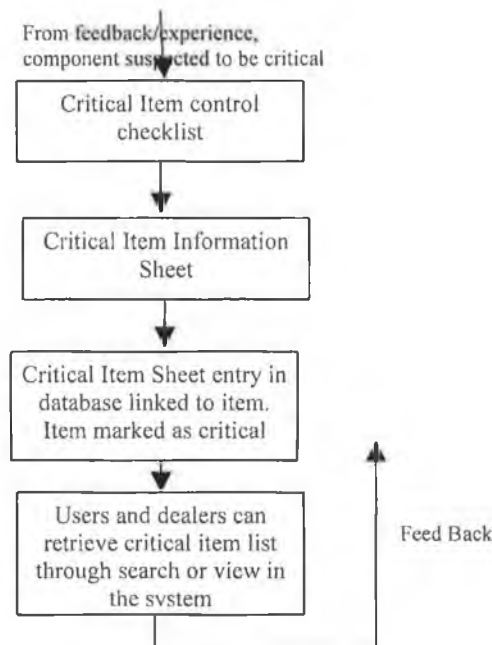 From feedback/experience,
component suspected to be critical
Critical Item control
checklist
Critical Item Information
Sheet
Critical Item Sheet entry in
database linked to item.
Item marked as critical
Users and dealers can
retrieve critical item list
through search or view in
the system
Feed Back